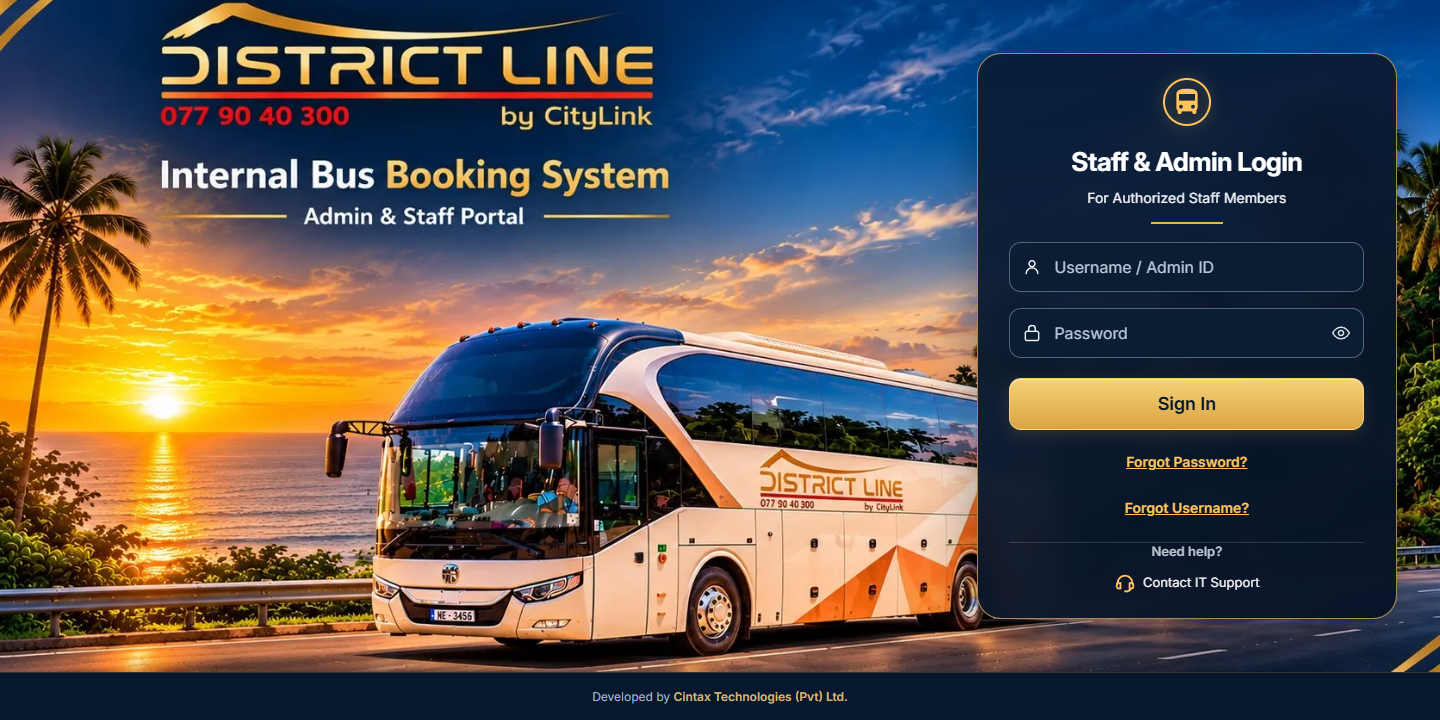 DISTRICT LINE
077 90 40 300 by CityLink
Internal Bus Booking System
Admin & Staff Portal
DISTRICT LINE
077 90 40 300 by CityLink
NE - 3456
Staff & Admin Login
For Authorized Staff Members
Username / Admin ID
Password
Sign In
Forgot Password?
Forgot Username?
Need help?
Contact IT Support
Developed by Cintax Technologies (Pvt) Ltd.